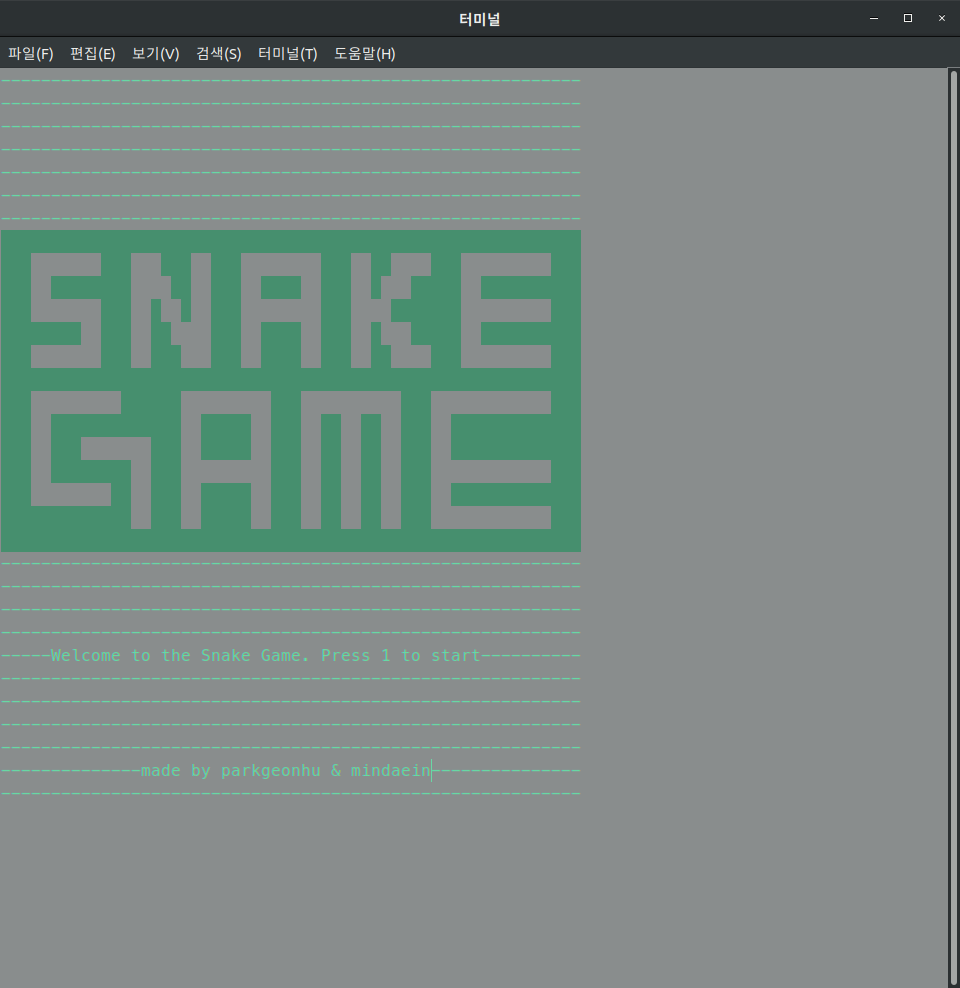 터미널
파일(F) 편집(E) 보기(V) 검색(S) 터미널(T) 도움말(H)
SNAKE
GAME
-----Welcome to the Snake Game. Press 1 to start----------
--------------made by parkgeonhu & mindaein---------------